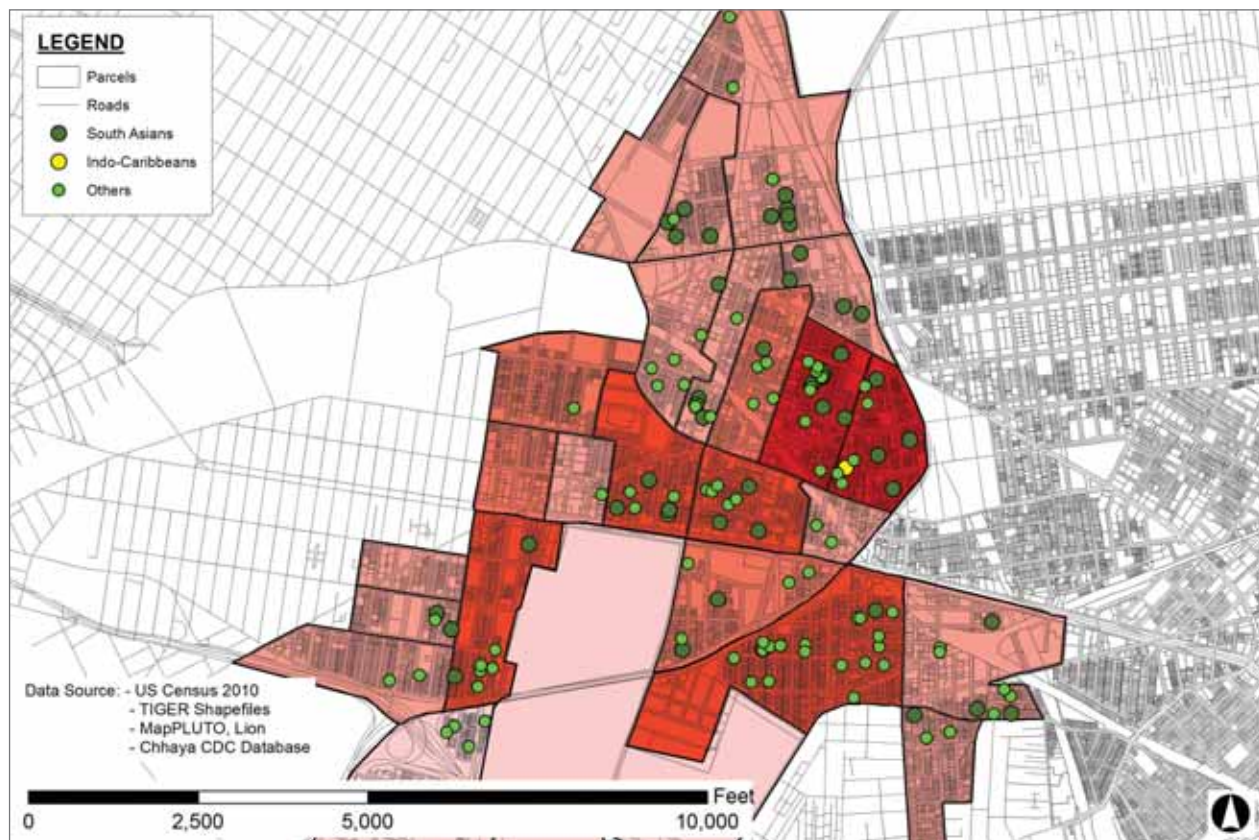 LEGEND
Parcels
Roads
South Asians
Indo-Caribbeans
Others
Data Source: - US Census 2010
- TIGER Shapefiles
- MapPLUTO, Lion
- Chhaya CDC Database
Feet
0 2,500 5,000 10,000